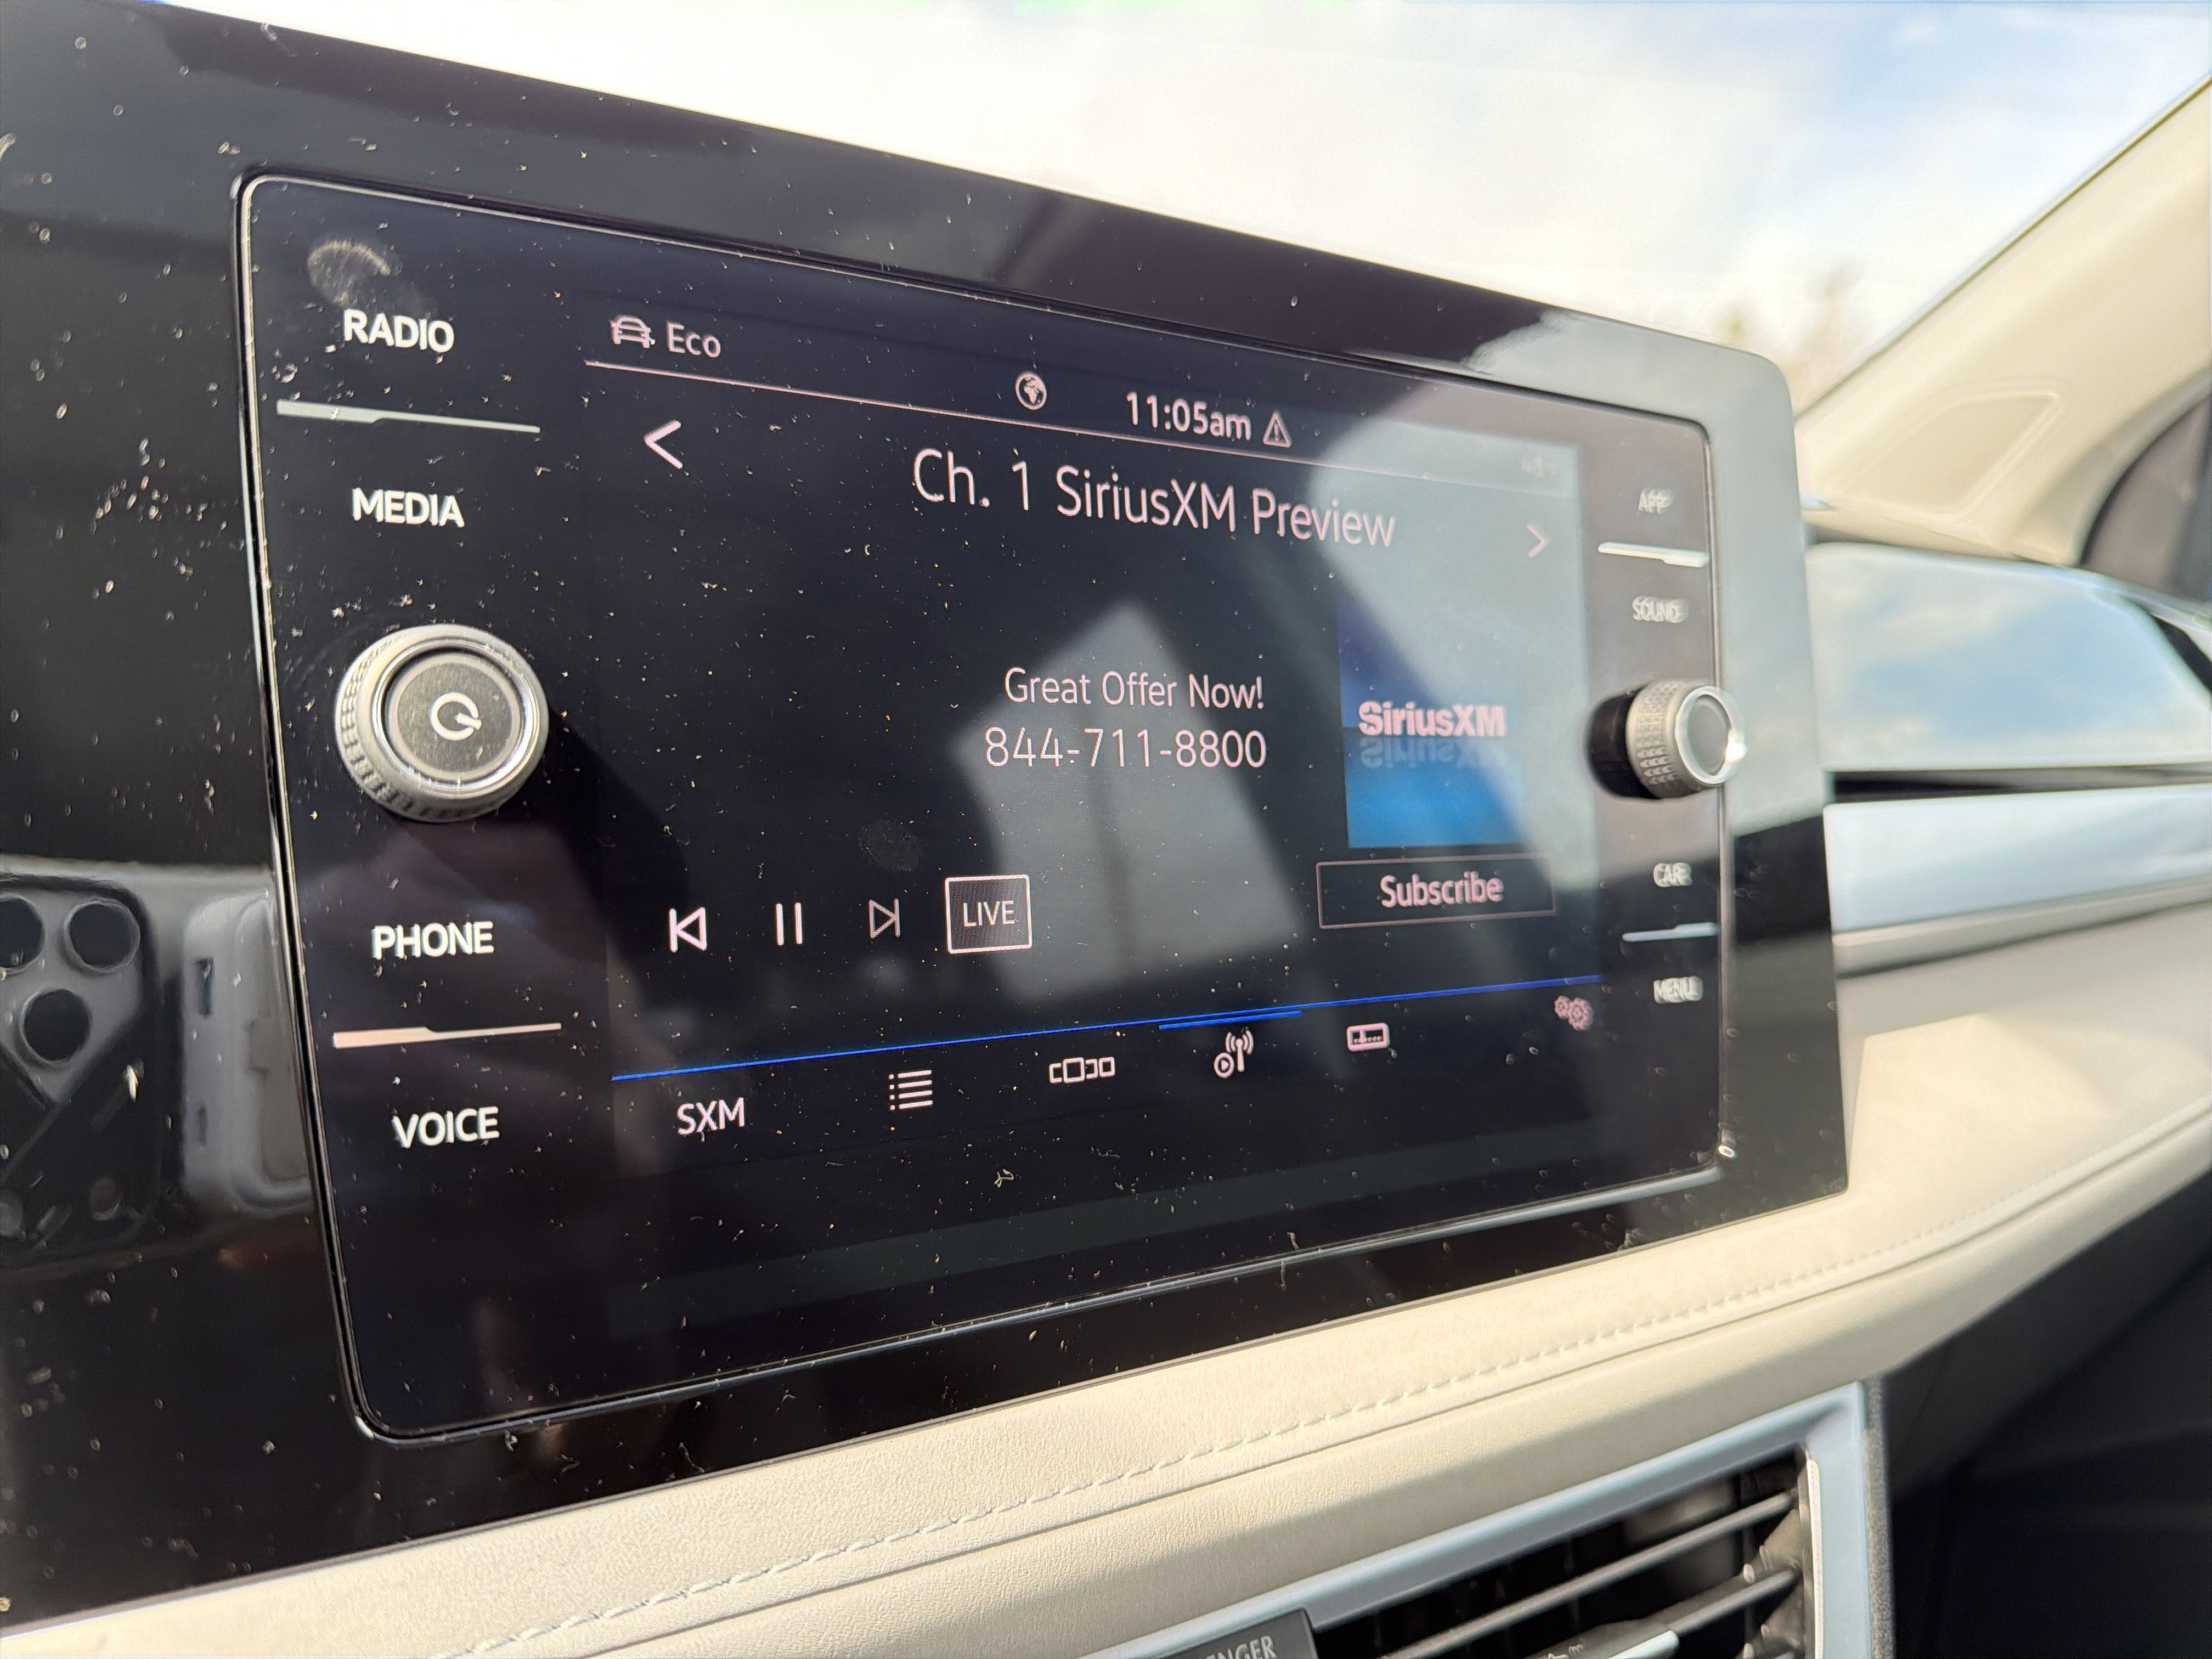 RADIO
MEDIA
PHONE
VOICE
Eco
11:05am
Ch. 1 SiriusXM Preview
Great Offer Now!
844-711-8800
SiriusXM
LIVE
Subscribe
SXM
APP
SOUND
CAR
MENU